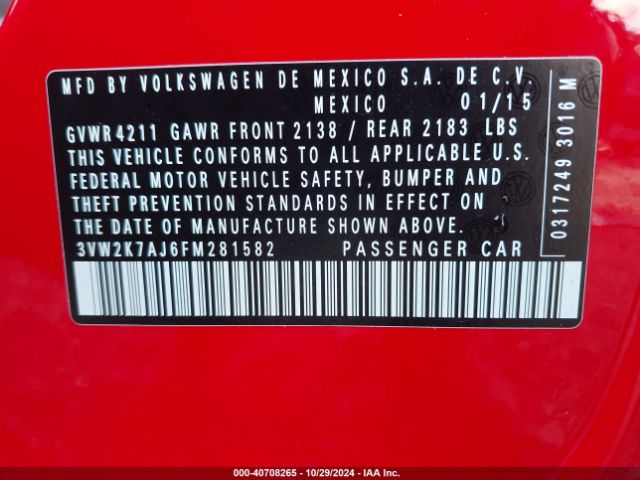 MFD BY VOLKSWAGEN DE MEXICO S.A. DE C.V.
MEXICO 01/15
GVWR 4211 GAWR FRONT 2138 / REAR 2183 LBS
THIS VEHICLE CONFORMS TO ALL APPLICABLE U.S.
FEDERAL MOTOR VEHICLE SAFETY, BUMPER AND
THEFT PREVENTION STANDARDS IN EFFECT ON
THE DATE OF MANUFACTURE SHOWN ABOVE.
3VW2K7AJ6FM281582 PASSENGER CAR
0317249 3016 M
000-40708265 - 10/29/2024 - IAA Inc.